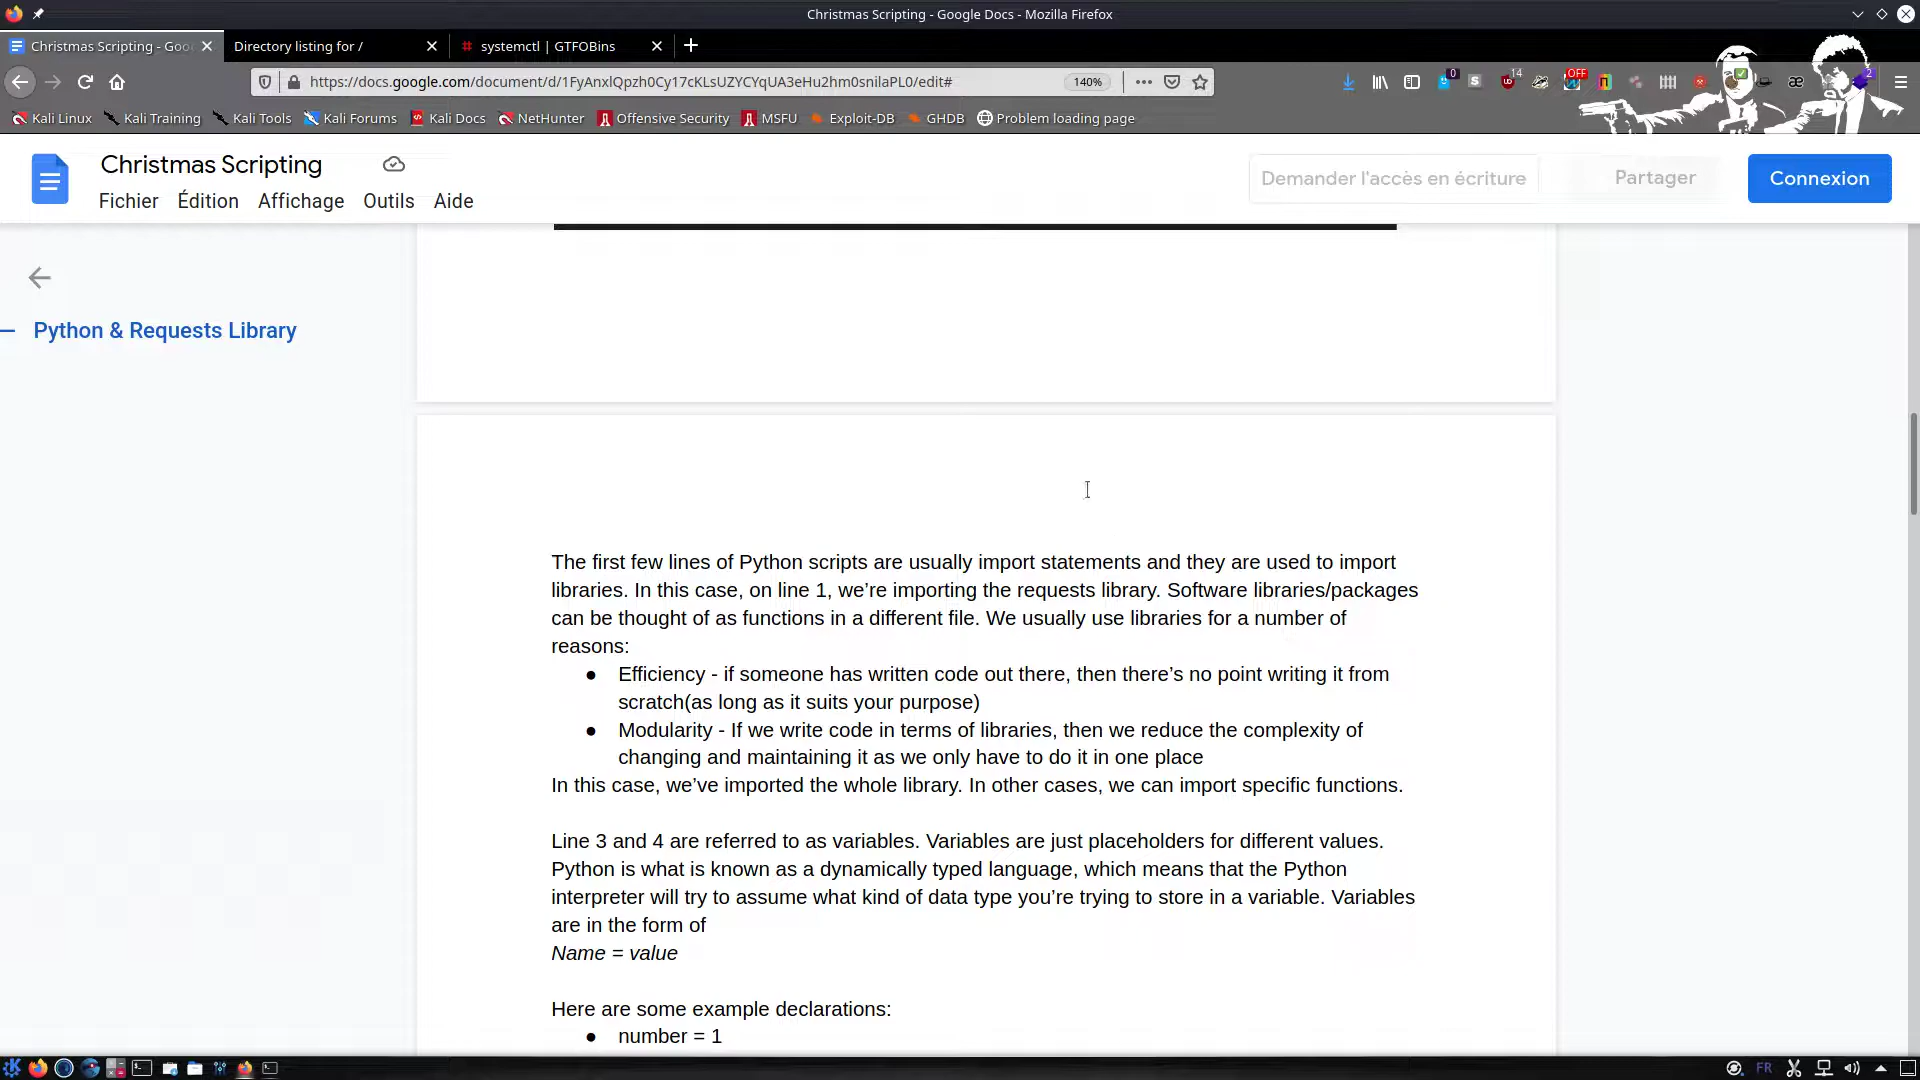 Christmas Scripting - Google Docs - Mozilla Firefox
Christmas Scripting - Goo
Directory listing for /
systemctl | GTFOBins
https://docs.google.com/document/d/1FyAnxlQpzh0Cy17cKLsUZYCYqUA3eHu2hm0snilaPL0/edit#
140%
0
14
OFF
2
Kali Linux
Kali Training
Kali Tools
Kali Forums
Kali Docs
NetHunter
Offensive Security
MSFU
Exploit-DB
GHDB
Problem loading page
Christmas Scripting
Fichier Édition Affichage Outils Aide
Demander l'accès en écriture
Partager
Connexion
Python & Requests Library
The first few lines of Python scripts are usually import statements and they are used to import
libraries. In this case, on line 1, we’re importing the requests library. Software libraries/packages
can be thought of as functions in a different file. We usually use libraries for a number of
reasons:
● Efficiency - if someone has written code out there, then there’s no point writing it from
scratch(as long as it suits your purpose)
● Modularity - If we write code in terms of libraries, then we reduce the complexity of
changing and maintaining it as we only have to do it in one place
In this case, we’ve imported the whole library. In other cases, we can import specific functions.
Line 3 and 4 are referred to as variables. Variables are just placeholders for different values.
Python is what is known as a dynamically typed language, which means that the Python
interpreter will try to assume what kind of data type you’re trying to store in a variable. Variables
are in the form of
Name = value
Here are some example declarations:
● number = 1
FR